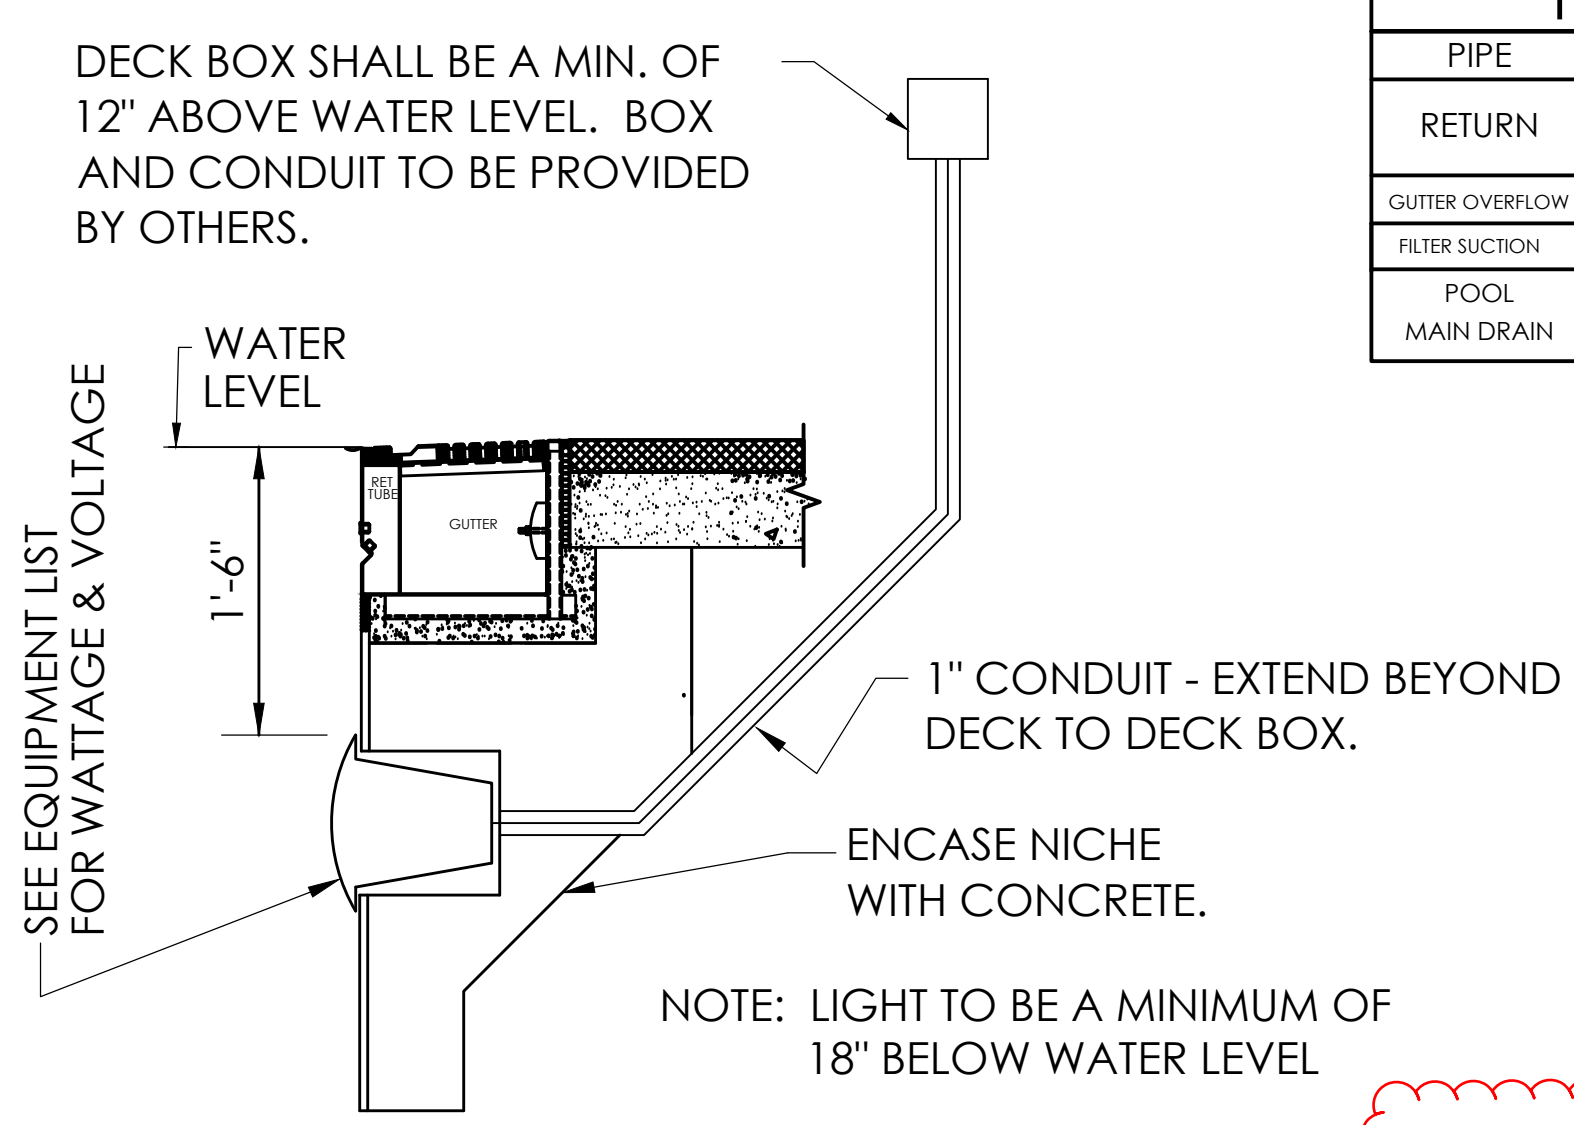 DECK BOX SHALL BE A MIN. OF
12" ABOVE WATER LEVEL. BOX
AND CONDUIT TO BE PROVIDED
BY OTHERS.
PIPE
RETURN
GUTTER OVERFLOW
FILTER SUCTION
POOL
MAIN DRAIN
WATER
LEVEL
SEE EQUIPMENT LIST
FOR WATTAGE & VOLTAGE
1'-6"
RET
TUBE
GUTTER
1" CONDUIT - EXTEND BEYOND
DECK TO DECK BOX.
ENCASE NICHE
WITH CONCRETE.
NOTE: LIGHT TO BE A MINIMUM OF
18" BELOW WATER LEVEL